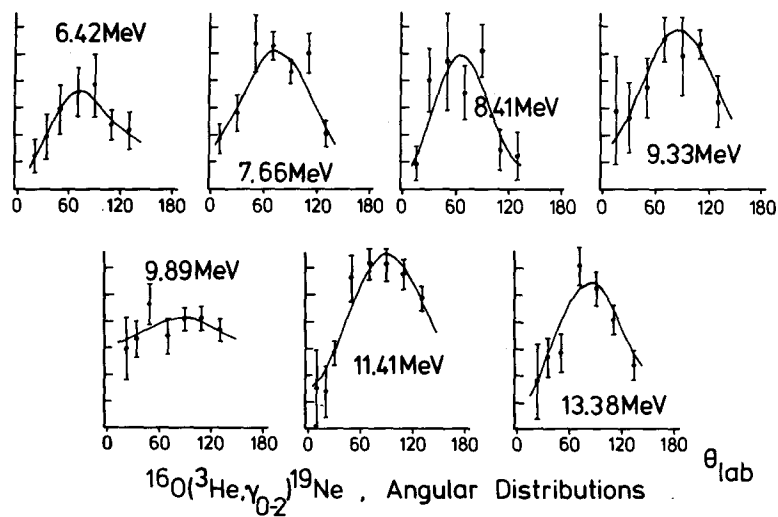 6.42MeV
7.66MeV
8.41MeV
9.33MeV
0 60 120 180
0 60 120 180
0 60 120 180
0 60 120 180
9.89MeV
11.41MeV
13.38MeV
0 60 120 180
0 60 120 180
0 60 120 180
θlab
¹⁶O(³He,γ₀₋₂)¹⁹Ne , Angular Distributions